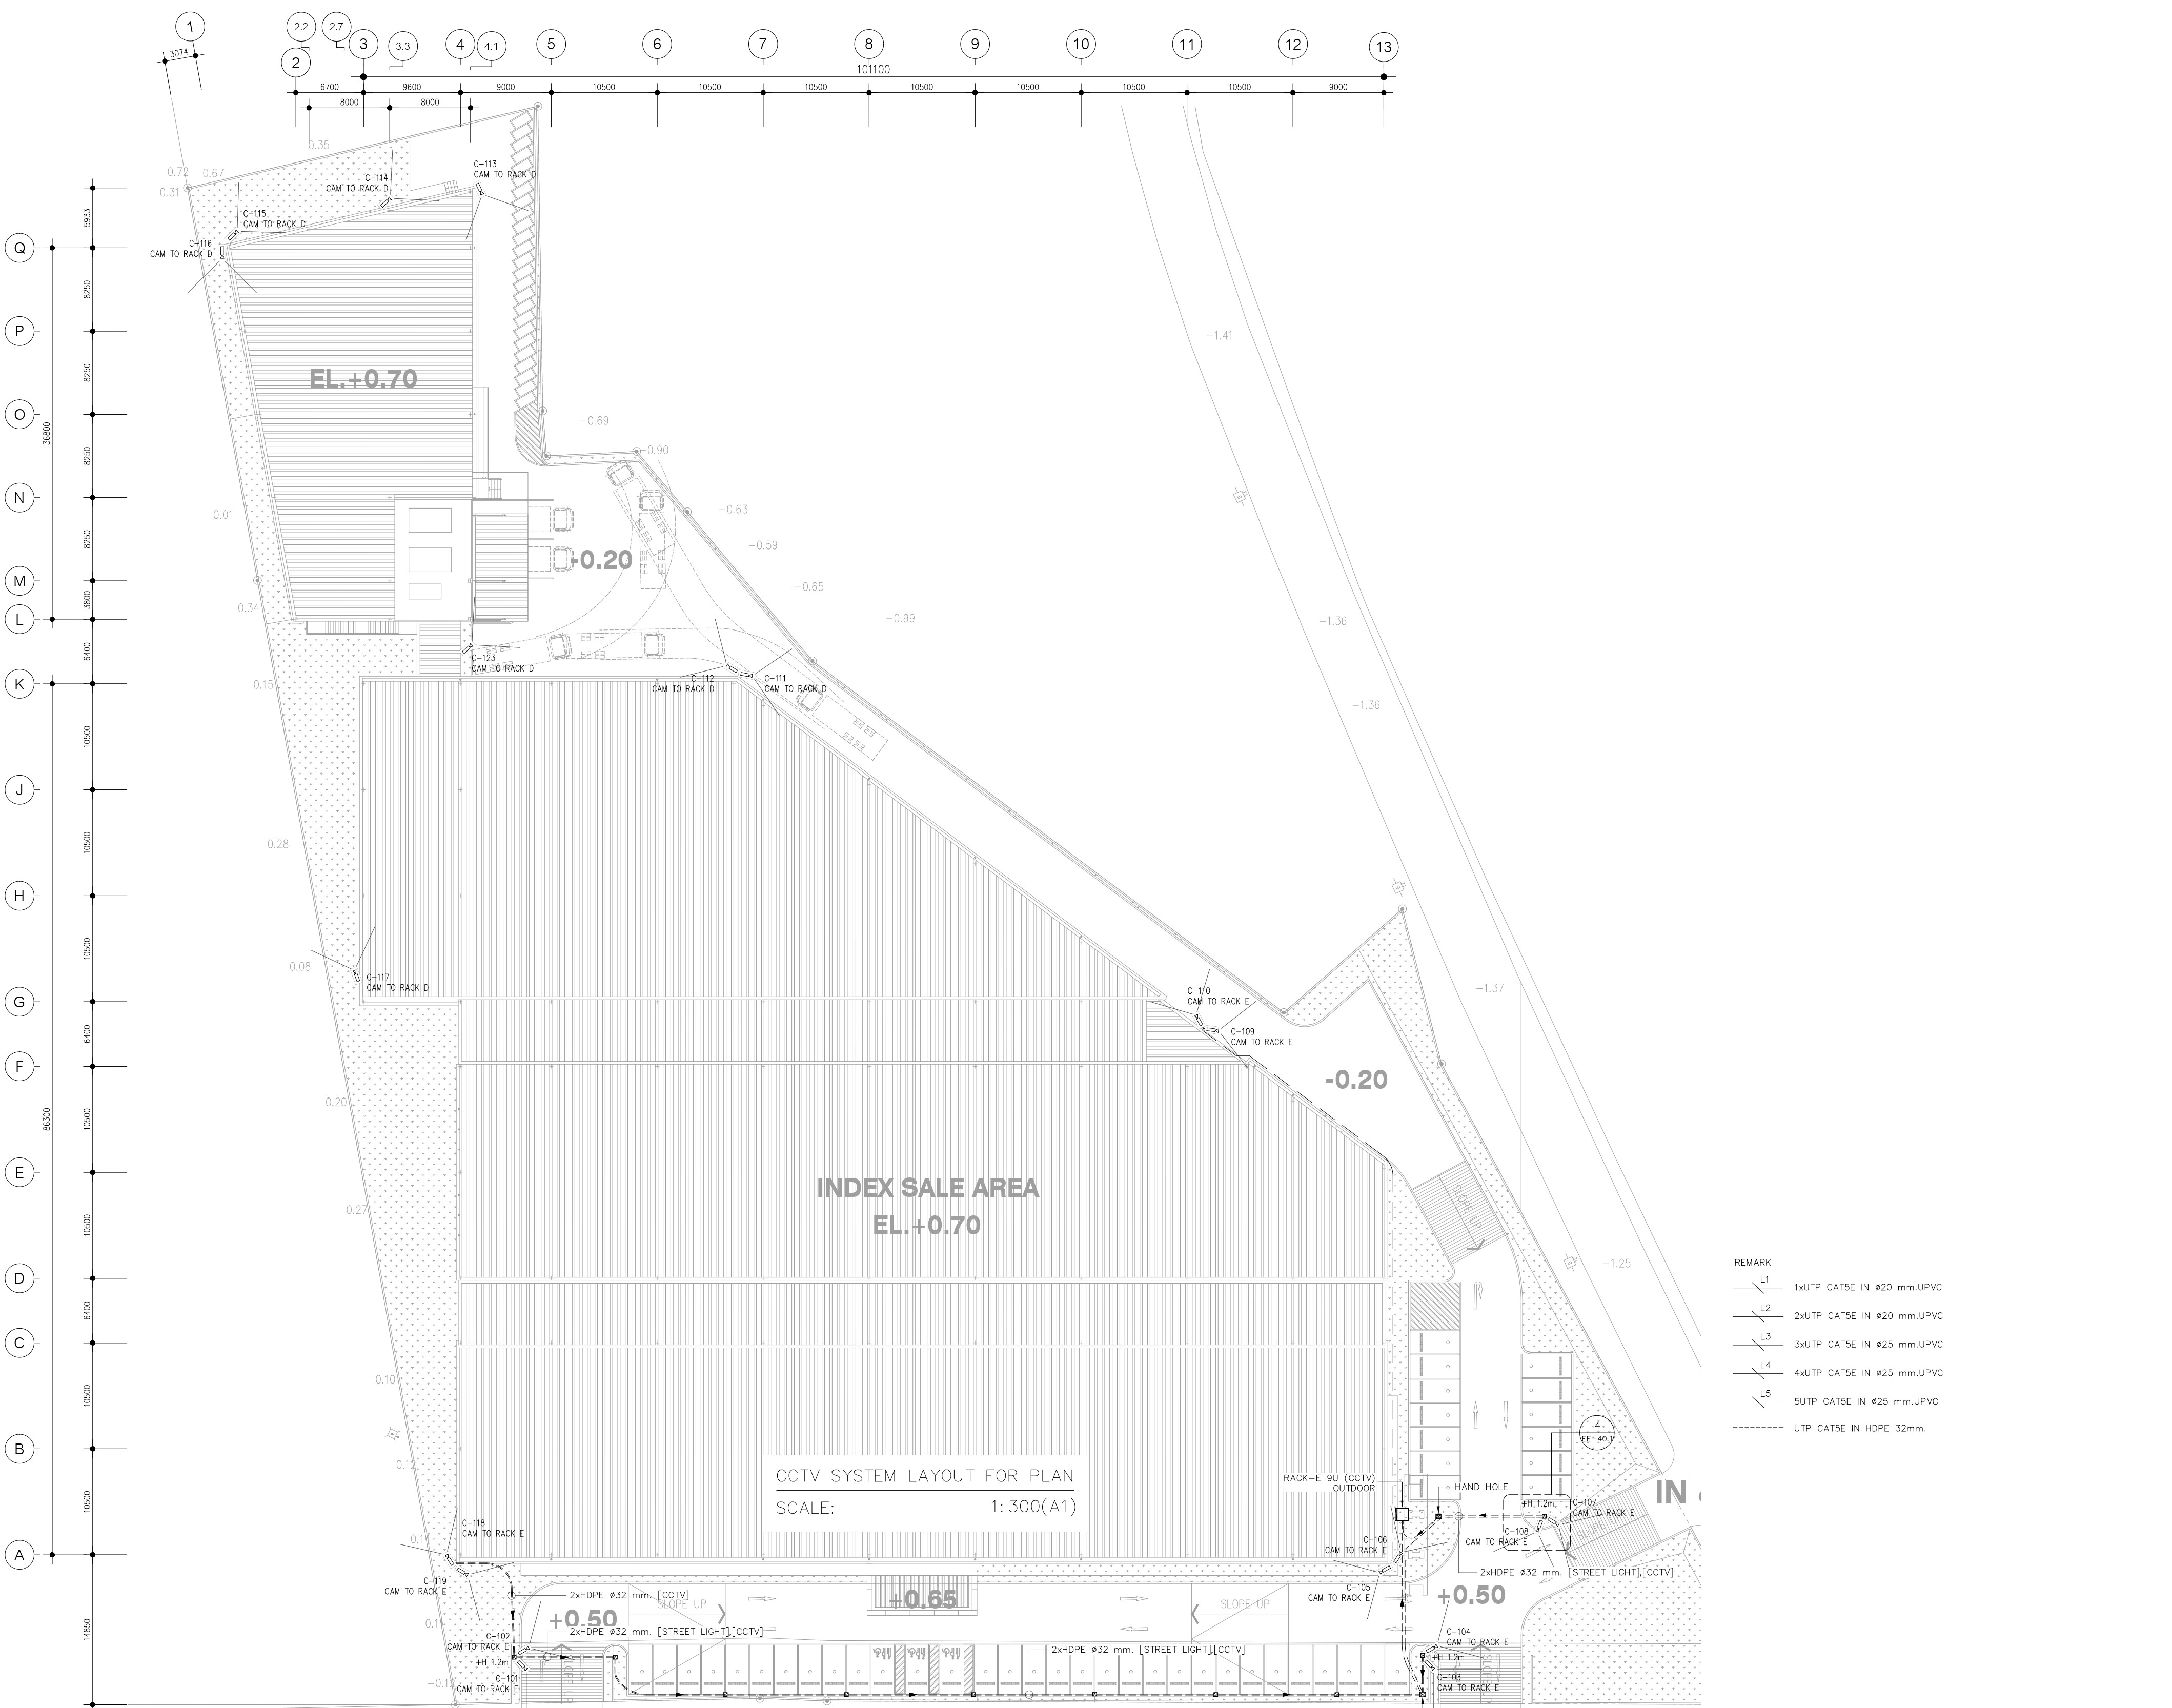 1
2.2
2.7
3
4
4.1
5
6
7
8
9
10
11
12
13
2
3.3
3074
101100
6700
9600
9000
10500
10500
10500
10500
10500
10500
10500
9000
8000
8000
0.35
0.72
0.67
0.31
C-113
CAM TO RACK D
C-114
CAM TO RACK D
C-115
CAM TO RACK D
C-116
CAM TO RACK D
5933
Q
8250
P
-1.41
8250
EL.+0.70
O
36800
-0.69
8250
-0.90
N
0.01
-0.63
8250
-0.59
-0.20
M
-0.65
3800
0.34
L
-0.99
-1.36
6400
C-123
CAM TO RACK D
C-112
CAM TO RACK D
C-111
CAM TO RACK D
K
0.15
-1.36
10500
J
10500
0.28
H
10500
0.08
C-117
CAM TO RACK D
-1.37
C-110
CAM TO RACK E
G
6400
C-109
CAM TO RACK E
F
-0.20
0.20
86300
10500
E
INDEX SALE AREA
EL.+0.70
SLOPE UP
0.27
10500
-1.25
D
6400
C
0.10
10500
B
0.12
10500
REMARK
L1
1xUTP CAT5E IN ø20 mm.UPVC
L2
2xUTP CAT5E IN ø20 mm.UPVC
L3
3xUTP CAT5E IN ø25 mm.UPVC
L4
4xUTP CAT5E IN ø25 mm.UPVC
L5
5UTP CAT5E IN ø25 mm.UPVC
UTP CAT5E IN HDPE 32mm.
4
EE-40.1
CCTV SYSTEM LAYOUT FOR PLAN
SCALE: 1:300(A1)
RACK-E 9U (CCTV)
OUTDOOR
HAND HOLE
IN
+H 1.2m.
C-107
CAM TO RACK E
C-108
CAM TO RACK E
SLOPE
C-118
CAM TO RACK E
0.14
A
C-106
CAM TO RACK E
C-119
CAM TO RACK E
C-105
CAM TO RACK E
2xHDPE ø32 mm. [STREET LIGHT],[CCTV]
2xHDPE ø32 mm. [CCTV]
+0.50
SLOPE UP
+0.65
SLOPE UP
+0.50
14850
2xHDPE ø32 mm. [STREET LIGHT],[CCTV]
C-102
CAM TO RACK E
+H 1.2m
C-101
CAM TO RACK E
2xHDPE ø32 mm. [STREET LIGHT],[CCTV]
C-104
CAM TO RACK E
+H 1.2m
C-103
CAM TO RACK E